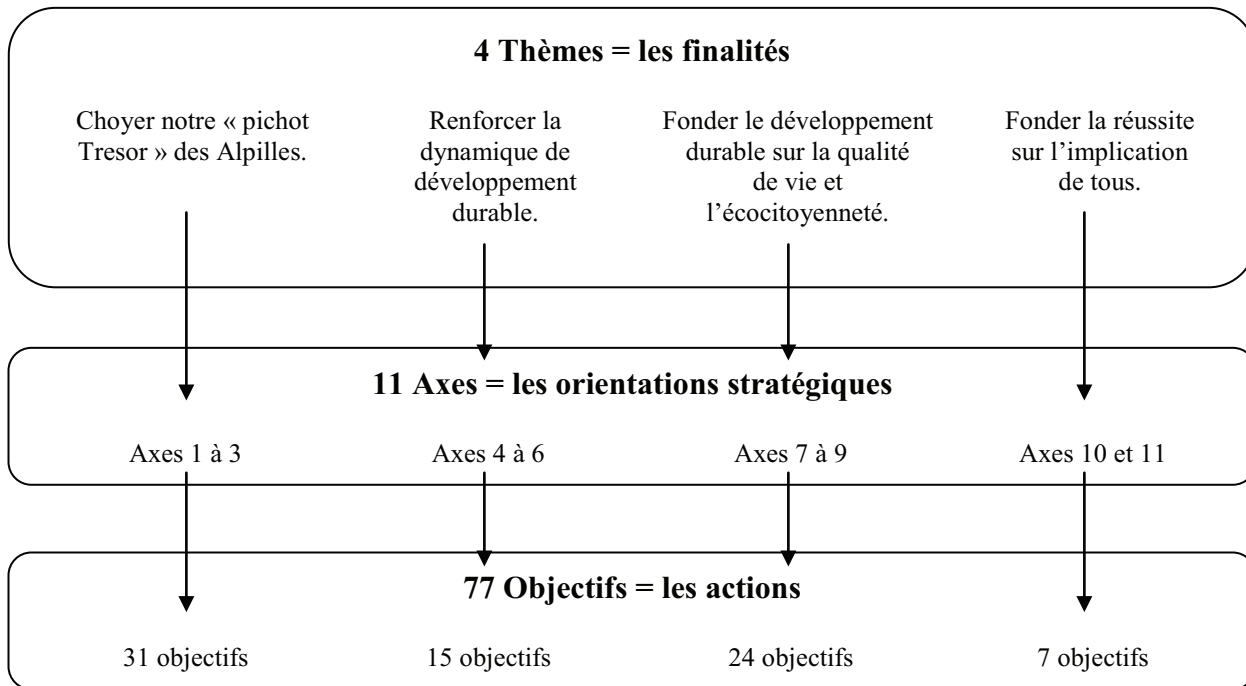 4 Thèmes = les finalités
Choyer notre « pichot
Tresor » des Alpilles.
Renforcer la
dynamique de
développement
durable.
Fonder le développement
durable sur la qualité
de vie et
l’écocitoyenneté.
Fonder la réussite
sur l’implication
de tous.
11 Axes = les orientations stratégiques
Axes 1 à 3
Axes 4 à 6
Axes 7 à 9
Axes 10 et 11
77 Objectifs = les actions
31 objectifs
15 objectifs
24 objectifs
7 objectifs